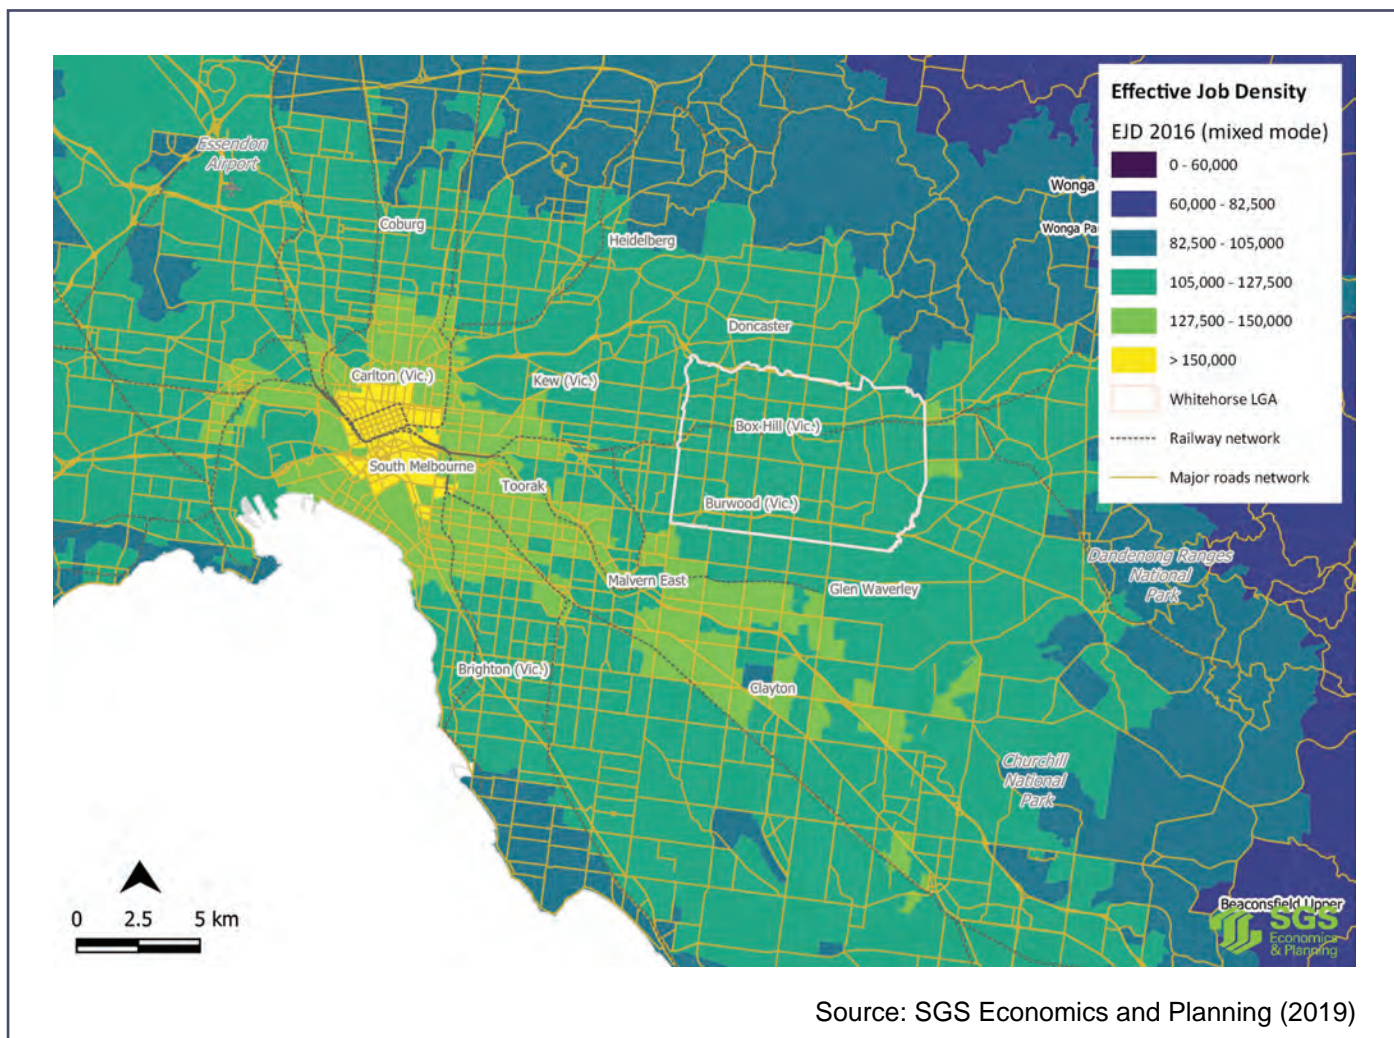 Effective Job Density
EJD 2016 (mixed mode)
0 - 60,000
60,000 - 82,500
82,500 - 105,000
105,000 - 127,500
127,500 - 150,000
> 150,000
Whitehorse LGA
Railway network
Major roads network
Essendon
Airport
Coburg
Heidelberg
Wonga
Wonga Pa
Doncaster
Carlton (Vic.)
Kew (Vic.)
Box Hill (Vic.)
South Melbourne
Toorak
Burwood (Vic.)
Malvern East
Glen Waverley
Dandenong Ranges
National
Park
Brighton (Vic.)
Clayton
Churchill
National
Park
Beaconsfield Upper
0 2.5 5 km
SGS
Economics
& Planning
Source: SGS Economics and Planning (2019)